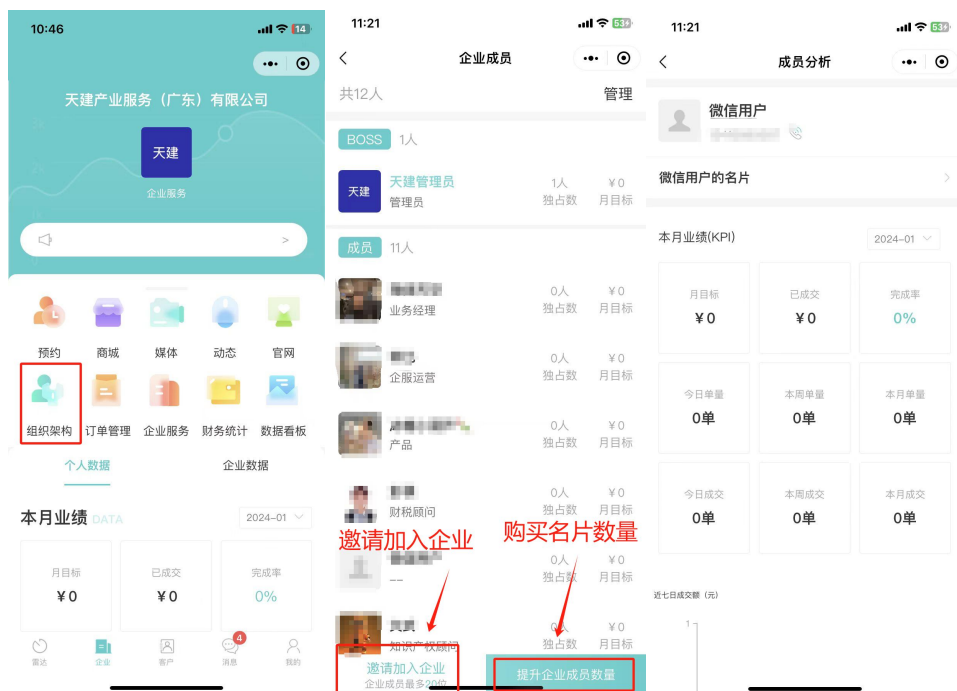 10:46
14
天建产业服务（广东）有限公司
天建
企业服务
>
预约
商城
媒体
动态
官网
组织架构
订单管理
企业服务
财务统计
数据看板
个人数据
企业数据
本月业绩 DATA
2024-01
月目标
已成交
完成率
¥0
¥0
0%
雷达
企业
客户
4
消息
我的
11:21
53
企业成员
共12人
管理
BOSS 1人
天建
天建管理员
管理员
1人
独占数
¥0
月目标
成员 11人
业务经理
0人
独占数
¥0
月目标
企服运营
0人
独占数
¥0
月目标
产品
0人
独占数
¥0
月目标
财税顾问
0人
独占数
¥0
月目标
邀请加入企业
购买名片数量
--
0人
独占数
¥0
月目标
知识产权顾问
0人
独占数
¥0
月目标
邀请加入企业
企业成员最多20位
提升企业成员数量
11:21
53
成员分析
微信用户
微信用户的名片
本月业绩(KPI)
2024-01
月目标
¥0
已成交
¥0
完成率
0%
今日单量
0单
本周单量
0单
本月单量
0单
今日成交
0单
本周成交
0单
本月成交
0单
近七日成交额（元）
1